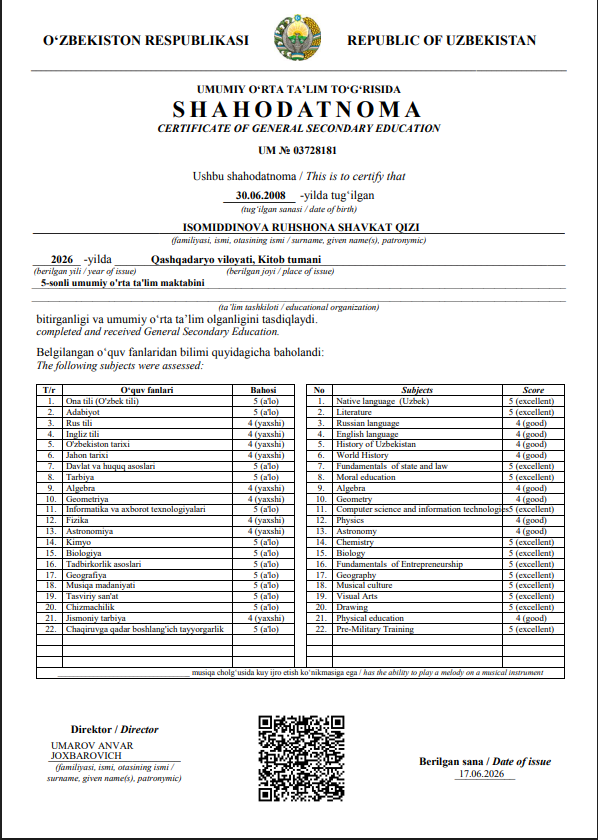 O‘ZBEKISTON RESPUBLIKASI REPUBLIC OF UZBEKISTAN
UMUMIY O‘RTA TA’LIM TO‘G‘RISIDA
SHAHODATNOMA
CERTIFICATE OF GENERAL SECONDARY EDUCATION
UM № 03728181
Ushbu shahodatnoma / This is to certify that
30.06.2008 -yilda tug‘ilgan
(tug‘ilgan sanasi / date of birth)
ISOMIDDINOVA RUHSHONA SHAVKAT QIZI
(familiyasi, ismi, otasining ismi / surname, given name(s), patronymic)
2026 -yilda Qashqadaryo viloyati, Kitob tumani
(berilgan yili / year of issue) (berilgan joyi / place of issue)
5-sonli umumiy o'rta ta'lim maktabini
(ta’lim tashkiloti / educational organization)
bitirganligi va umumiy o‘rta ta’lim olganligini tasdiqlaydi.
completed and received General Secondary Education.
Belgilangan o‘quv fanlaridan bilimi quyidagicha baholandi:
The following subjects were assessed:
T/r O‘quv fanlari Bahosi No Subjects Score
1. Ona tili (O'zbek tili) 5 (a'lo) 1. Native language (Uzbek) 5 (excellent)
2. Adabiyot 5 (a'lo) 2. Literature 5 (excellent)
3. Rus tili 4 (yaxshi) 3. Russian language 4 (good)
4. Ingliz tili 4 (yaxshi) 4. English language 4 (good)
5. O'zbekiston tarixi 4 (yaxshi) 5. History of Uzbekistan 4 (good)
6. Jahon tarixi 4 (yaxshi) 6. World History 4 (good)
7. Davlat va huquq asoslari 5 (a'lo) 7. Fundamentals of state and law 5 (excellent)
8. Tarbiya 5 (a'lo) 8. Moral education 5 (excellent)
9. Algebra 4 (yaxshi) 9. Algebra 4 (good)
10. Geometriya 4 (yaxshi) 10. Geometry 4 (good)
11. Informatika va axborot texnologiyalari 5 (a'lo) 11. Computer science and information technologies 5 (excellent)
12. Fizika 4 (yaxshi) 12. Physics 4 (good)
13. Astronomiya 4 (yaxshi) 13. Astronomy 4 (good)
14. Kimyo 5 (a'lo) 14. Chemistry 5 (excellent)
15. Biologiya 5 (a'lo) 15. Biology 5 (excellent)
16. Tadbirkorlik asoslari 5 (a'lo) 16. Fundamentals of Entrepreneurship 5 (excellent)
17. Geografiya 5 (a'lo) 17. Geography 5 (excellent)
18. Musiqa madaniyati 5 (a'lo) 18. Musical culture 5 (excellent)
19. Tasviriy san'at 5 (a'lo) 19. Visual Arts 5 (excellent)
20. Chizmachilik 5 (a'lo) 20. Drawing 5 (excellent)
21. Jismoniy tarbiya 4 (yaxshi) 21. Physical education 4 (good)
22. Chaqiruvga qadar boshlang'ich tayyorgarlik 5 (a'lo) 22. Pre-Military Training 5 (excellent)
musiqa cholg‘usida kuy ijro etish ko‘nikmasiga ega / has the ability to play a melody on a musical instrument
Direktor / Director
UMAROV ANVAR
JOXBAROVICH
(familiyasi, ismi, otasining ismi /
surname, given name(s), patronymic)
Berilgan sana / Date of issue
17.06.2026